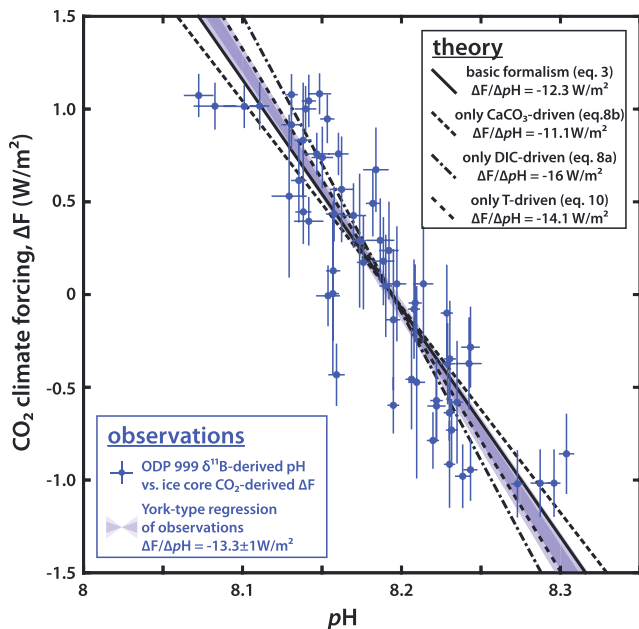 1.5
1.0
0.5
0
-0.5
-1.0
-1.5
CO₂ climate forcing, ΔF (W/m²)
theory
basic formalism (eq. 3)
ΔF/ΔpH = -12.3 W/m²
only CaCO₃-driven (eq.8b)
ΔF/ΔpH = -11.1W/m²
only DIC-driven (eq. 8a)
ΔF/ΔpH = -16 W/m²
only T-driven (eq. 10)
ΔF/ΔpH = -14.1 W/m²
observations
ODP 999 δ¹¹B-derived pH
vs. ice core CO₂-derived ΔF
York-type regression
of observations
ΔF/ΔpH = -13.3±1W/m²
8
8.1
8.2
8.3
pH